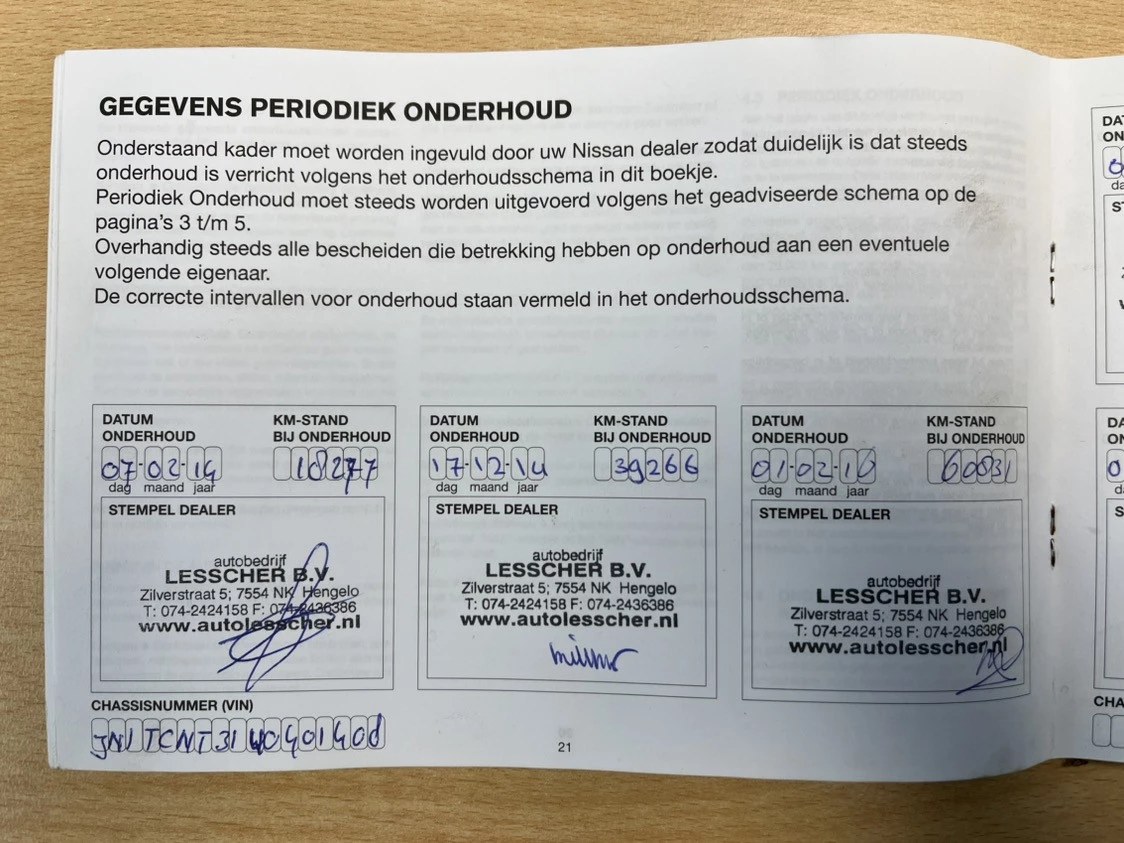 GEGEVENS PERIODIEK ONDERHOUD
Onderstaand kader moet worden ingevuld door uw Nissan dealer zodat duidelijk is dat steeds
onderhoud is verricht volgens het onderhoudsschema in dit boekje.
Periodiek Onderhoud moet steeds worden uitgevoerd volgens het geadviseerde schema op de
pagina's 3 t/m 5.
Overhandig steeds alle bescheiden die betrekking hebben op onderhoud aan een eventuele
volgende eigenaar.
De correcte intervallen voor onderhoud staan vermeld in het onderhoudsschema.
DATUM
ONDERHOUD
KM-STAND
BIJ ONDERHOUD
07-02-14
18277
dag maand jaar
STEMPEL DEALER
autobedrijf
LESSCHER B.V.
Zilverstraat 5; 7554 NK Hengelo
T: 074-2424158 F: 074-2436386
www.autolesscher.nl
DATUM
ONDERHOUD
KM-STAND
BIJ ONDERHOUD
17-12-14
39266
dag maand jaar
STEMPEL DEALER
autobedrijf
LESSCHER B.V.
Zilverstraat 5; 7554 NK Hengelo
T: 074-2424158 F: 074-2436386
www.autolesscher.nl
DATUM
ONDERHOUD
KM-STAND
BIJ ONDERHOUD
01-02-16
60831
dag maand jaar
STEMPEL DEALER
autobedrijf
LESSCHER B.V.
Zilverstraat 5; 7554 NK Hengelo
T: 074-2424158 F: 074-2436386
www.autolesscher.nl
CHASSISNUMMER (VIN)
21